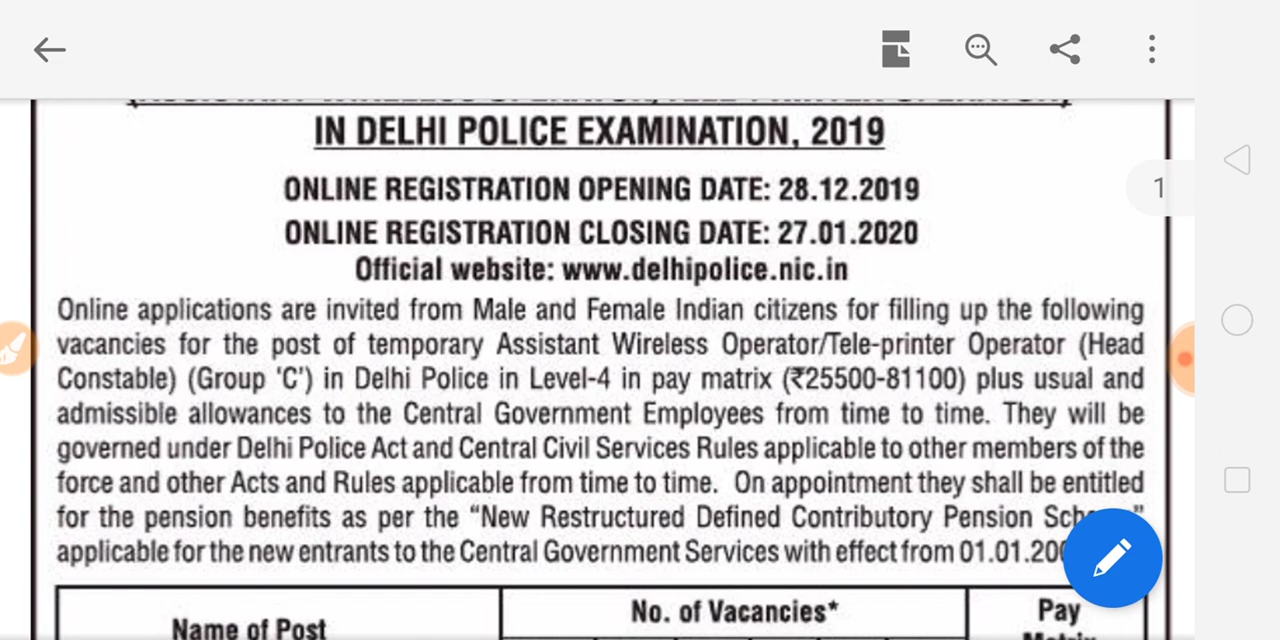 IN DELHI POLICE EXAMINATION, 2019
ONLINE REGISTRATION OPENING DATE: 28.12.2019
1
ONLINE REGISTRATION CLOSING DATE: 27.01.2020
Official website: www.delhipolice.nic.in
Online applications are invited from Male and Female Indian citizens for filling up the following
vacancies for the post of temporary Assistant Wireless Operator/Tele-printer Operator (Head
Constable) (Group 'C') in Delhi Police in Level-4 in pay matrix (₹25500-81100) plus usual and
admissible allowances to the Central Government Employees from time to time. They will be
governed under Delhi Police Act and Central Civil Services Rules applicable to other members of the
force and other Acts and Rules applicable from time to time. On appointment they shall be entitled
for the pension benefits as per the “New Restructured Defined Contributory Pension
applicable for the new entrants to the Central Government Services with effect from
No. of Vacancies*
Pay
Name of Post